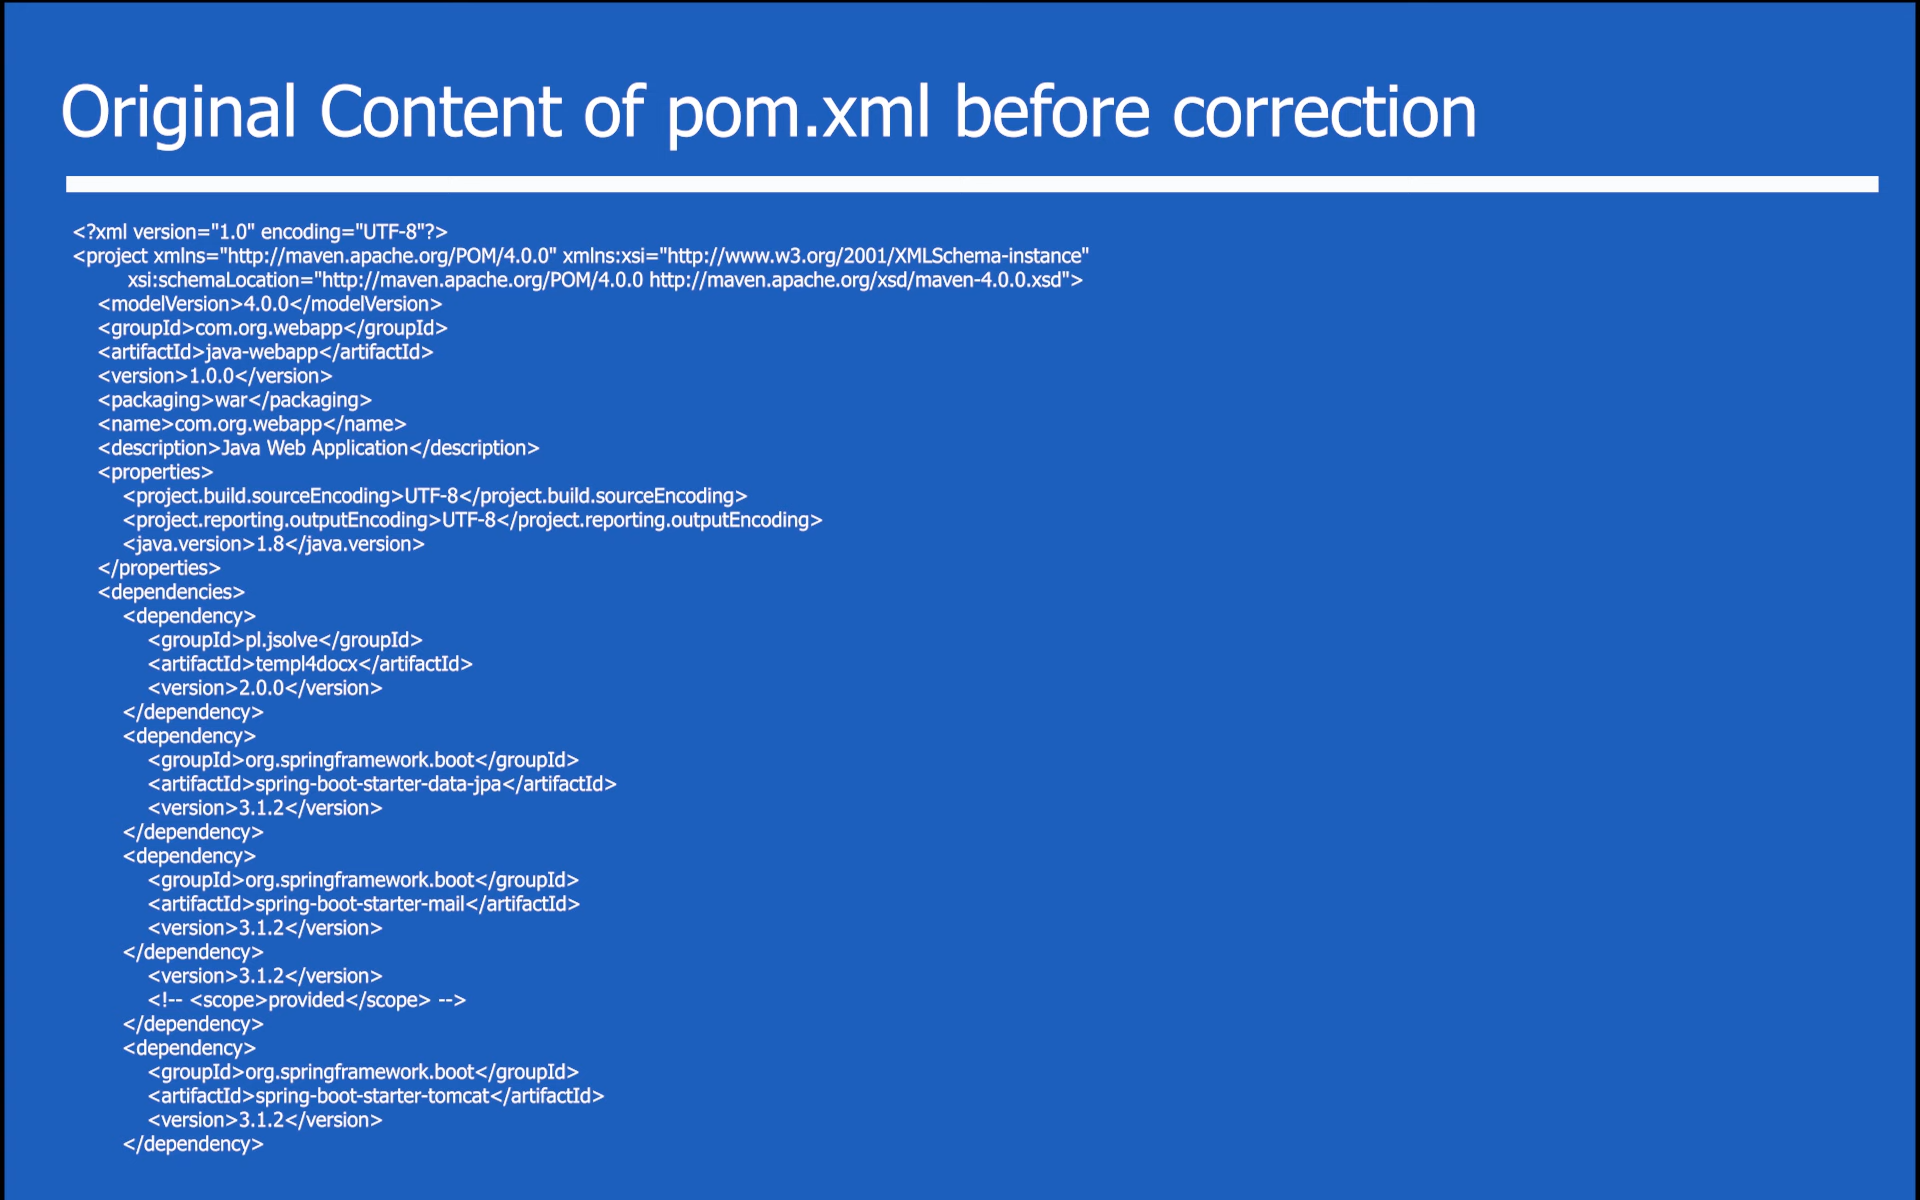 Original Content of pom.xml before correction
<?xml version="1.0" encoding="UTF-8"?>
<project xmlns="http://maven.apache.org/POM/4.0.0" xmlns:xsi="http://www.w3.org/2001/XMLSchema-instance"
xsi:schemaLocation="http://maven.apache.org/POM/4.0.0 http://maven.apache.org/xsd/maven-4.0.0.xsd">
<modelVersion>4.0.0</modelVersion>
<groupId>com.org.webapp</groupId>
<artifactId>java-webapp</artifactId>
<version>1.0.0</version>
<packaging>war</packaging>
<name>com.org.webapp</name>
<description>Java Web Application</description>
<properties>
<project.build.sourceEncoding>UTF-8</project.build.sourceEncoding>
<project.reporting.outputEncoding>UTF-8</project.reporting.outputEncoding>
<java.version>1.8</java.version>
</properties>
<dependencies>
<dependency>
<groupId>pl.jsolve</groupId>
<artifactId>templ4docx</artifactId>
<version>2.0.0</version>
</dependency>
<dependency>
<groupId>org.springframework.boot</groupId>
<artifactId>spring-boot-starter-data-jpa</artifactId>
<version>3.1.2</version>
</dependency>
<dependency>
<groupId>org.springframework.boot</groupId>
<artifactId>spring-boot-starter-mail</artifactId>
<version>3.1.2</version>
</dependency>
<version>3.1.2</version>
<!-- <scope>provided</scope> -->
</dependency>
<dependency>
<groupId>org.springframework.boot</groupId>
<artifactId>spring-boot-starter-tomcat</artifactId>
<version>3.1.2</version>
</dependency>